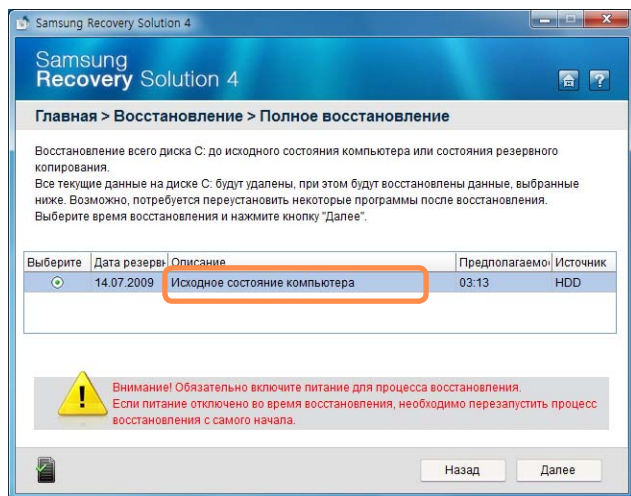 Samsung Recovery Solution 4
Samsung
Recovery Solution 4
Главная > Восстановление > Полное восстановление
Восстановление всего диска C: до исходного состояния компьютера или состояния резервного
копирования.
Все текущие данные на диске C: будут удалены, при этом будут восстановлены данные, выбранные
ниже. Возможно, потребуется переустановить некоторые программы после восстановления.
Выберите время восстановления и нажмите кнопку "Далее".
Выберите Дата резерви Описание Предполагаемо Источник
14.07.2009 Исходное состояние компьютера 03:13 HDD
Внимание! Обязательно включите питание для процесса восстановления.
Если питание отключено во время восстановления, необходимо перезапустить процесс
восстановления с самого начала.
Назад Далее